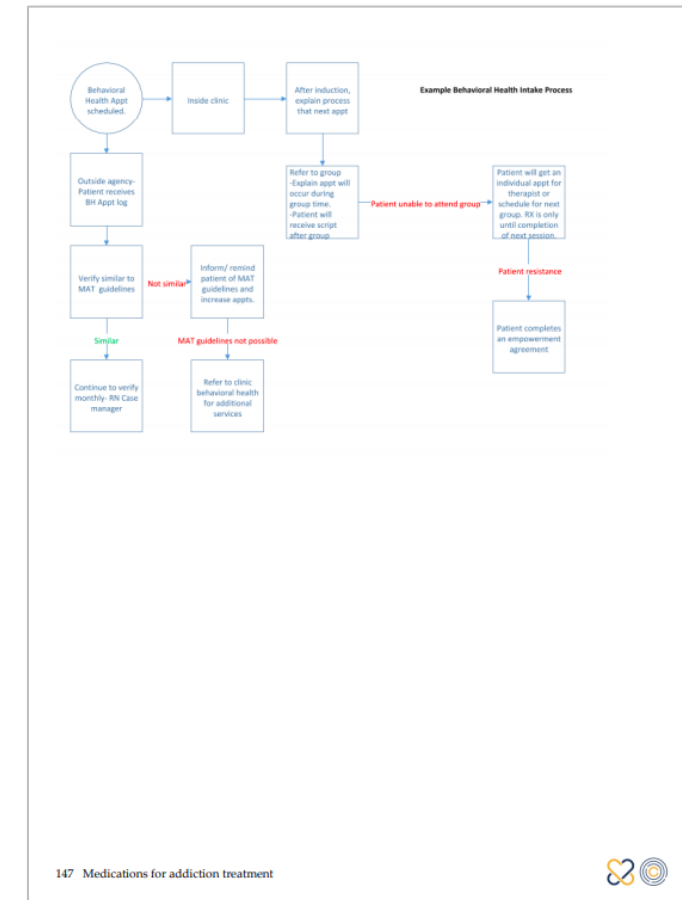 Example Behavioral Health Intake Process
Behavioral
Health Appt
scheduled.
Inside clinic
After induction,
explain process
that next appt
Outside agency-
Patient receives
BH Appt log
Refer to group
-Explain appt will
occur during
group time.
-Patient will
receive script
after group
Patient unable to attend group
Patient will get an
individual appt for
therapist or
schedule for next
group. RX is only
until completion
of next session.
Verify similar to
MAT guidelines
Not similar
Inform/ remind
patient of MAT
guidelines and
increase appts.
Patient resistance
Similar
MAT guidelines not possible
Patient completes
an empowerment
agreement
Continue to verify
monthly- RN Case
manager
Refer to clinic
behavioral health
for additional
services
147 Medications for addiction treatment